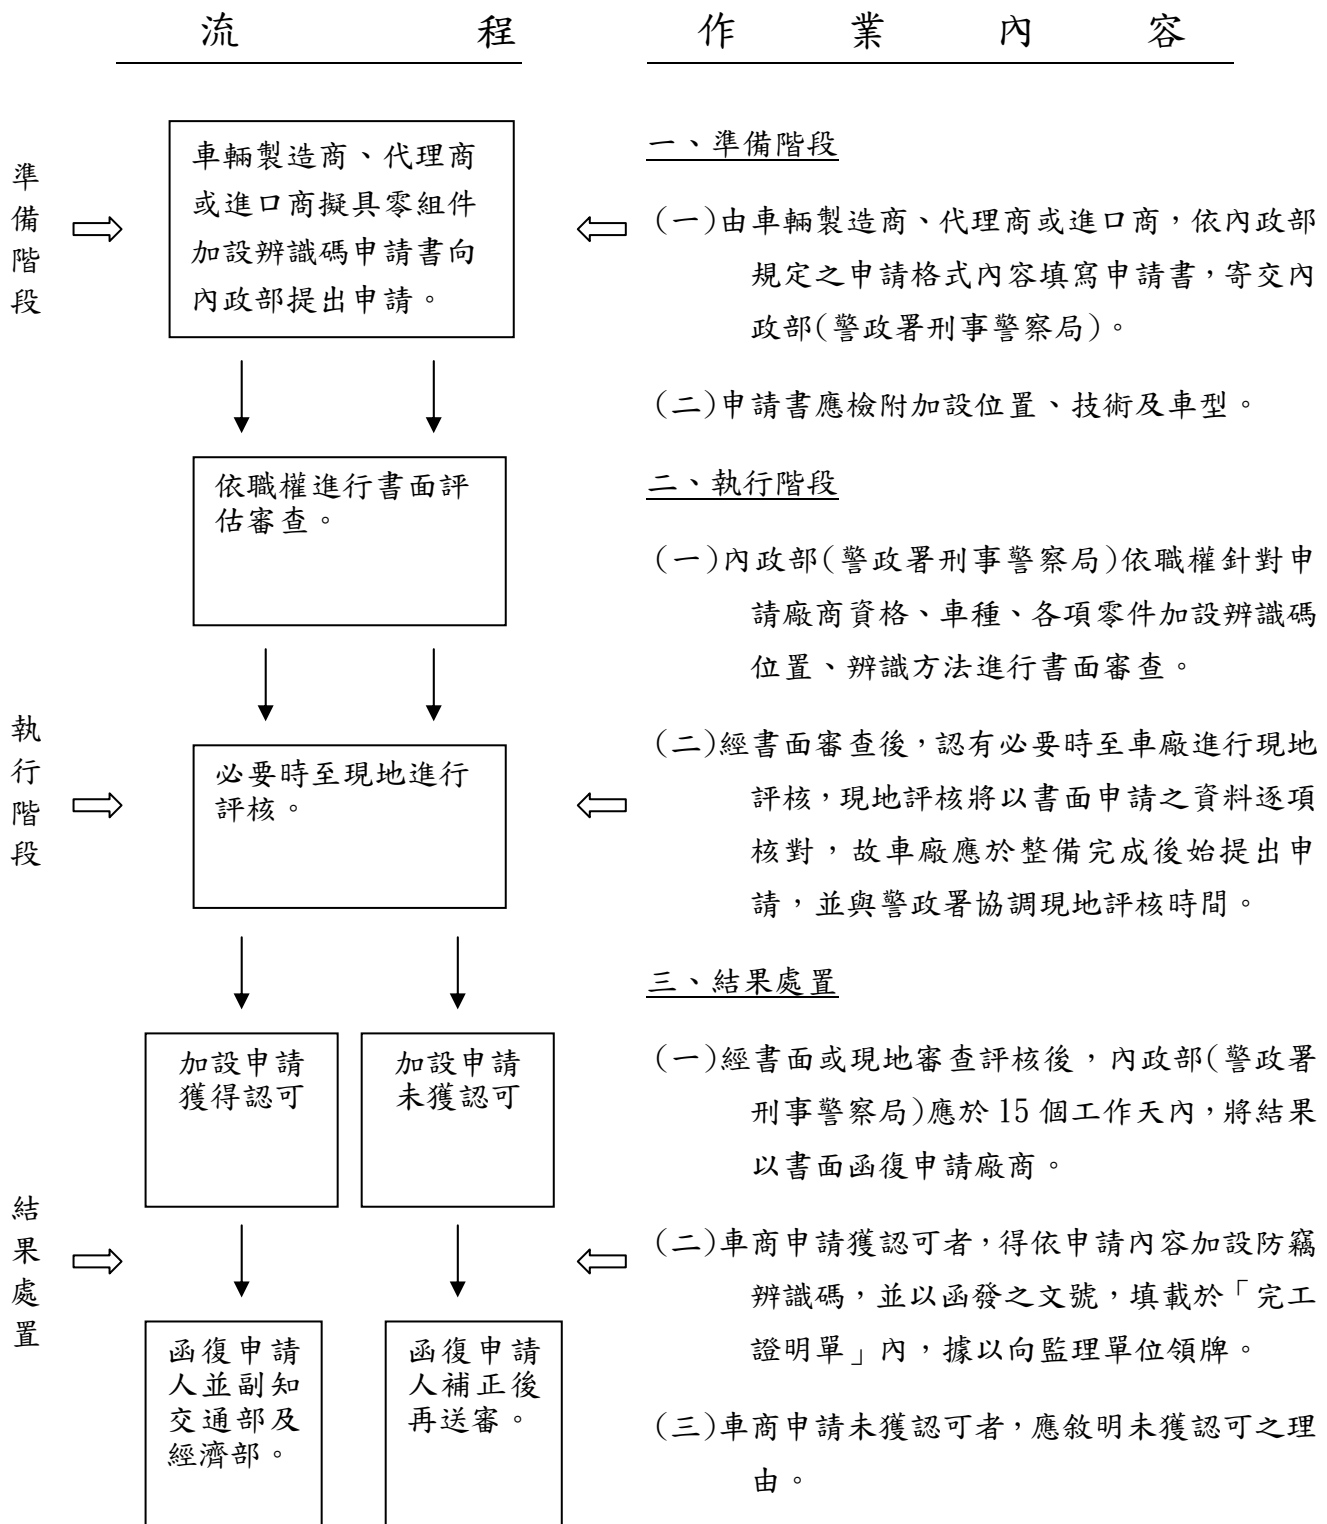 流程
作業內容
準備階段
車輛製造商、代理商
或進口商擬具零組件
加設辨識碼申請書向
內政部提出申請。
一、準備階段
(一)由車輛製造商、代理商或進口商，依內政部
規定之申請格式內容填寫申請書，寄交內
政部(警政署刑事警察局)。
(二)申請書應檢附加設位置、技術及車型。
執行階段
依職權進行書面評
估審查。
必要時至現地進行
評核。
二、執行階段
(一)內政部(警政署刑事警察局)依職權針對申
請廠商資格、車種、各項零件加設辨識碼
位置、辨識方法進行書面審查。
(二)經書面審查後，認有必要時至車廠進行現地
評核，現地評核將以書面申請之資料逐項
核對，故車廠應於整備完成後始提出申
請，並與警政署協調現地評核時間。
結果處置
加設申請
獲得認可
加設申請
未獲認可
函復申請
人並副知
交通部及
經濟部。
函復申請
人補正後
再送審。
三、結果處置
(一)經書面或現地審查評核後，內政部(警政署
刑事警察局)應於15個工作天內，將結果
以書面函復申請廠商。
(二)車商申請獲認可者，得依申請內容加設防竊
辨識碼，並以函發之文號，填載於「完工
證明單」內，據以向監理單位領牌。
(三)車商申請未獲認可者，應敘明未獲認可之理
由。